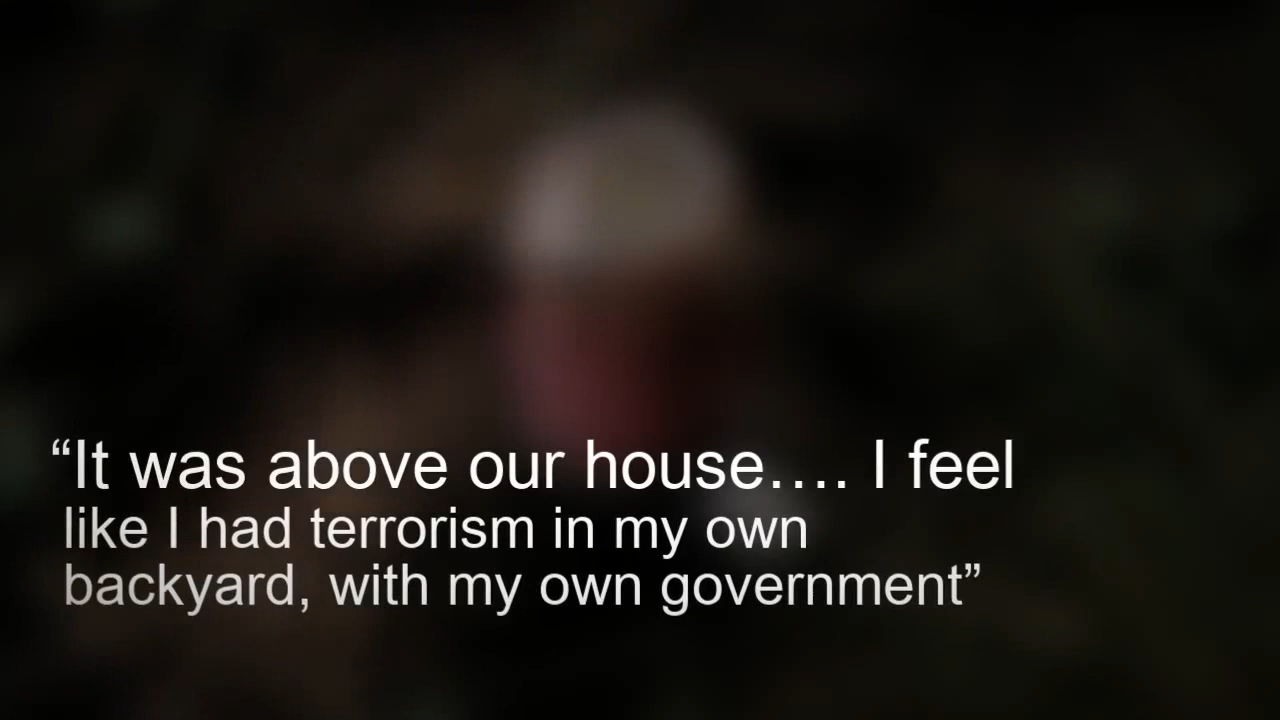 “It was above our house…. I feel
like I had terrorism in my own
backyard, with my own government”